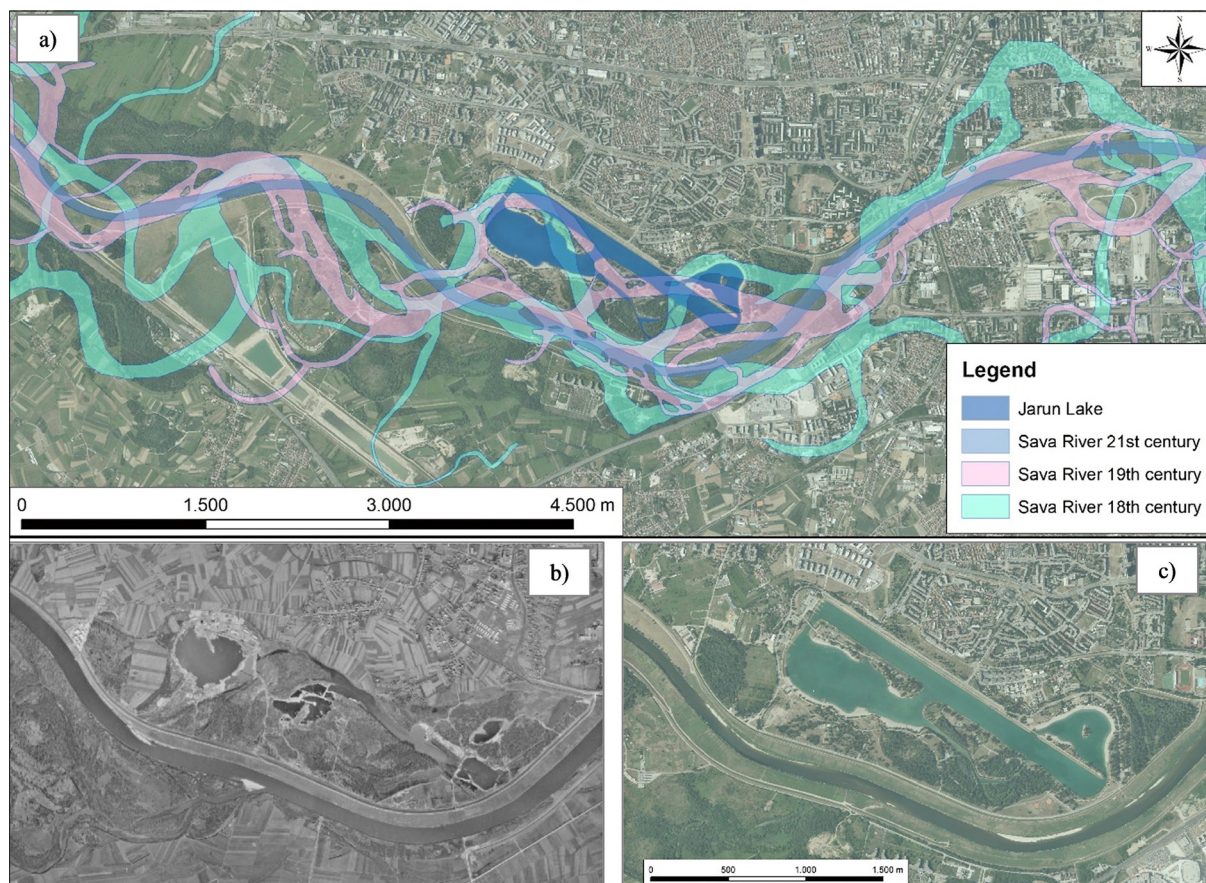 a)
N
W
E
S
Legend
Jarun Lake
Sava River 21st century
Sava River 19th century
Sava River 18th century
0 1.500 3.000 4.500 m
b)
c)
0 500 1.000 1.500 m